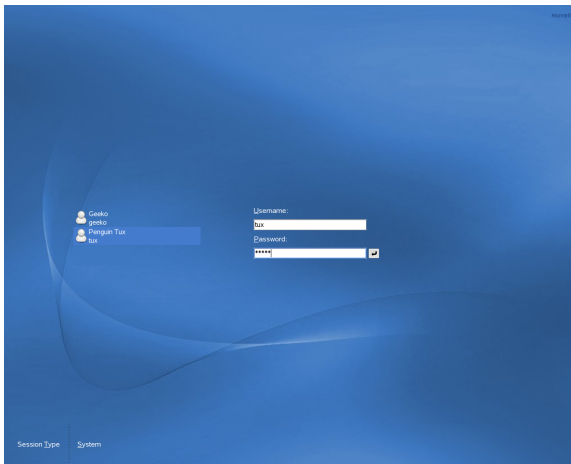 Geeko
geeko
Penguin Tux
tux
Username:
tux
Password:
*****
Session Type
System